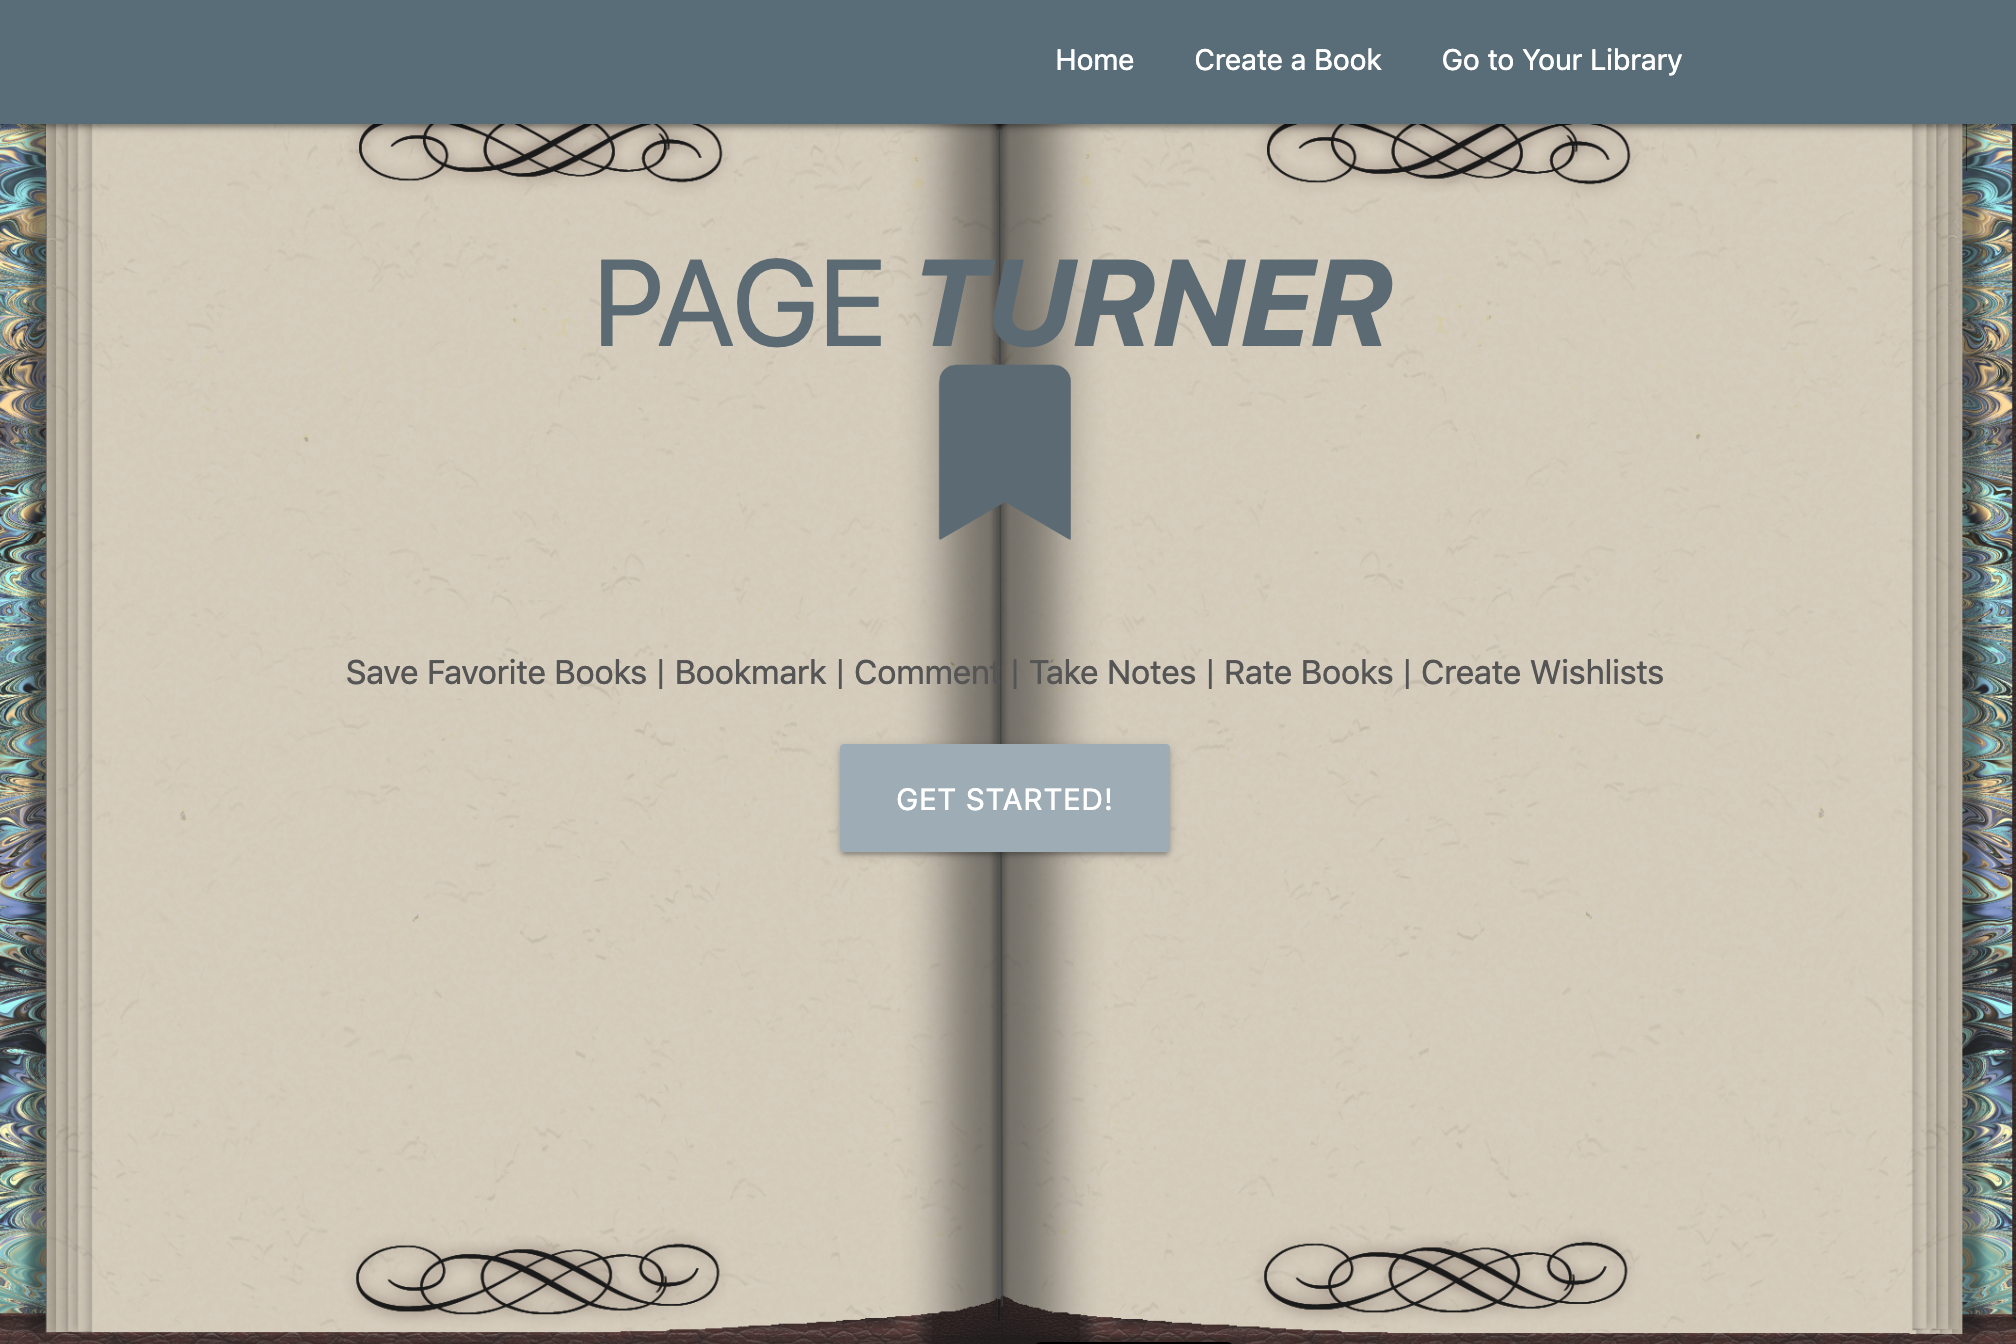 Home Create a Book Go to Your Library
PAGE TURNER
Save Favorite Books | Bookmark | Comment | Take Notes | Rate Books | Create Wishlists
GET STARTED!